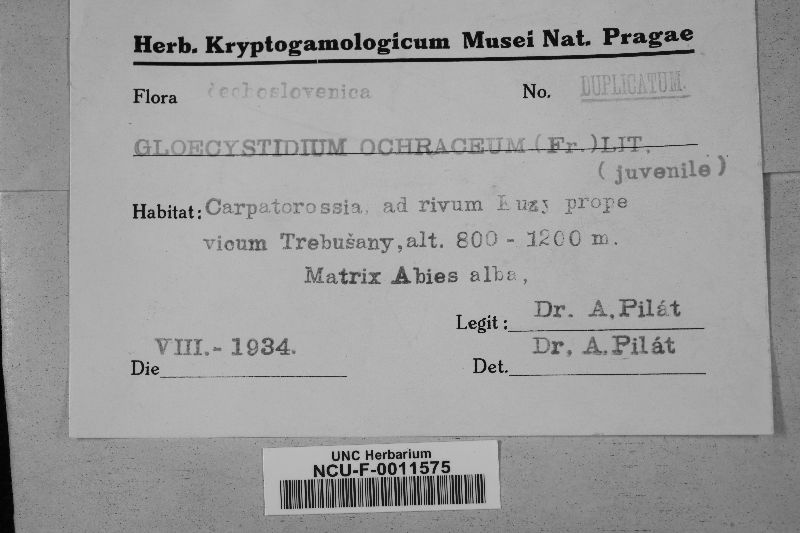 Herb. Kryptogamologicum Musei Nat. Pragae
Flora čechoslovenica No. DUPLICATUM.
GLOECYSTIDIUM OCHRACEUM (Fr.)LIT.
(juvenile)
Habitat: Carpatorossia, ad rivum Kuzy prope
vicum Trebušany, alt. 800 - 1200 m.
Matrix Abies alba,
Legit: Dr. A. Pilát
VIII.- 1934.
Die
Det. Dr. A. Pilát
UNC Herbarium
NCU-F-0011575